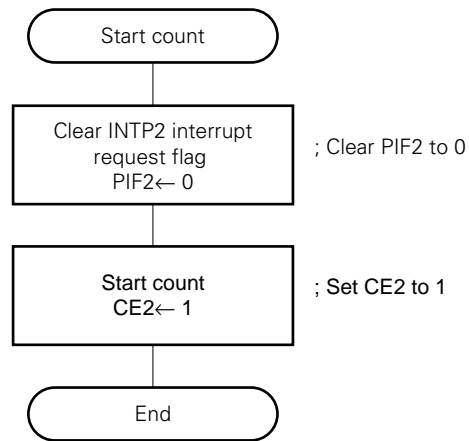 Start count
Clear INTP2 interrupt
request flag
PIF2← 0
; Clear PIF2 to 0
Start count
CE2← 1
; Set CE2 to 1
End